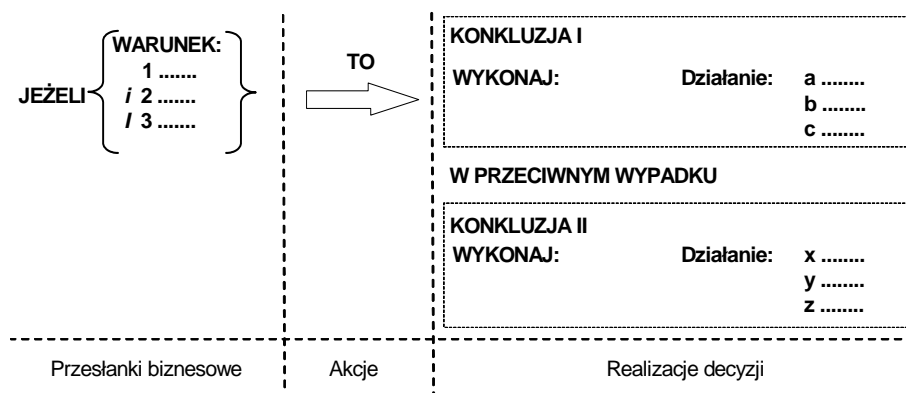 JEŻELI
WARUNEK:
1 .......
i 2 .......
I 3 .......
TO
KONKLUZJA I
WYKONAJ: Działanie: a ........
b ........
c ........
W PRZECIWNYM WYPADKU
KONKLUZJA II
WYKONAJ: Działanie: x ........
y ........
z ........
Przesłanki biznesowe Akcje Realizacje decyzji